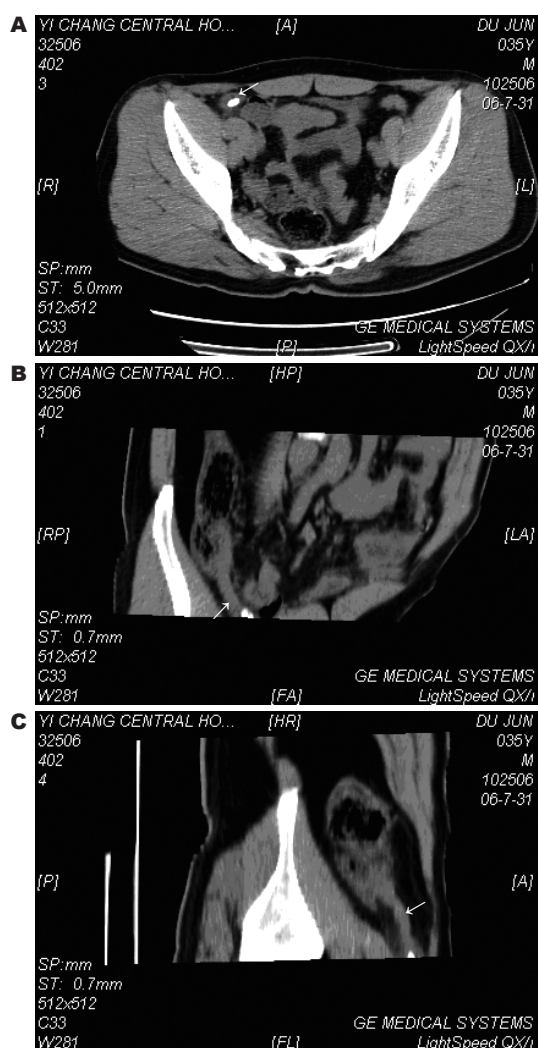 A
YI CHANG CENTRAL HO... [A] DU JUN
32506 035Y
402 M
3 102506
06-7-31
[R] [L]
SP:mm
ST: 5.0mm
512x512
C33 GE MEDICAL SYSTEMS
W281 [P] LightSpeed QX/i
B
YI CHANG CENTRAL HO... [HP] DU JUN
32506 035Y
402 M
1 102506
06-7-31
[RP] [LA]
SP:mm
ST: 0.7mm
512x512
C33 GE MEDICAL SYSTEMS
W281 [FA] LightSpeed QX/i
C
YI CHANG CENTRAL HO... [HR] DU JUN
32506 035Y
402 M
4 102506
06-7-31
[P] [A]
SP:mm
ST: 0.7mm
512x512
C33 GE MEDICAL SYSTEMS
W281 [FL] LightSpeed QX/i